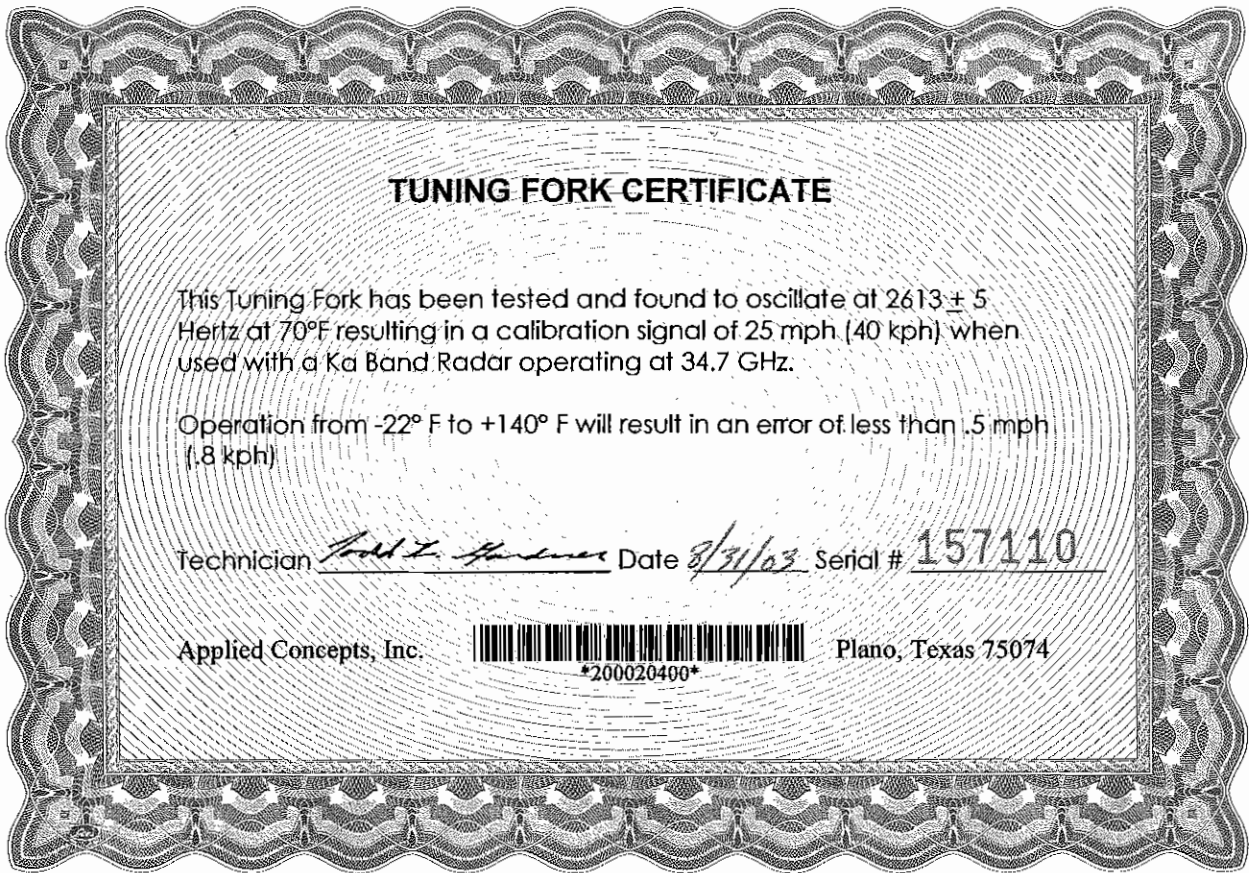 TUNING FORK CERTIFICATE
This Tuning Fork has been tested and found to oscillate at 2613 ± 5
Hertz at 70°F resulting in a calibration signal of 25 mph (40 kph) when
used with a Ka Band Radar operating at 34.7 GHz.
Operation from -22° F to +140° F will result in an error of less than .5 mph
(.8 kph)
Technician Todd L. Gardner Date 8/31/03 Serial # 157110
Applied Concepts, Inc. Plano, Texas 75074
*200020400*